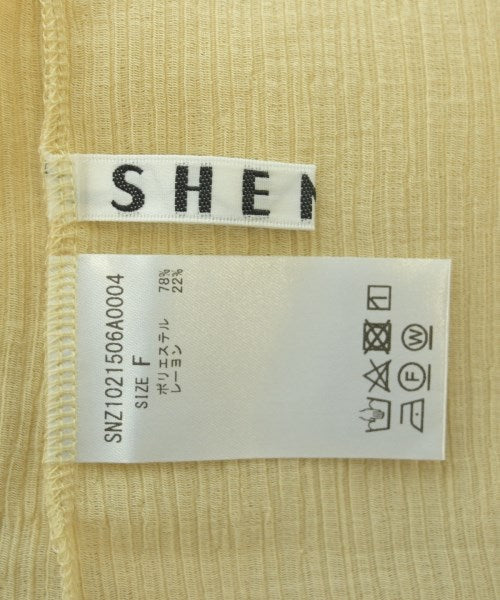 SHEN
SNZ1021506A0004
SIZE F
ポリエステル 78%
レーヨン 22%
F W